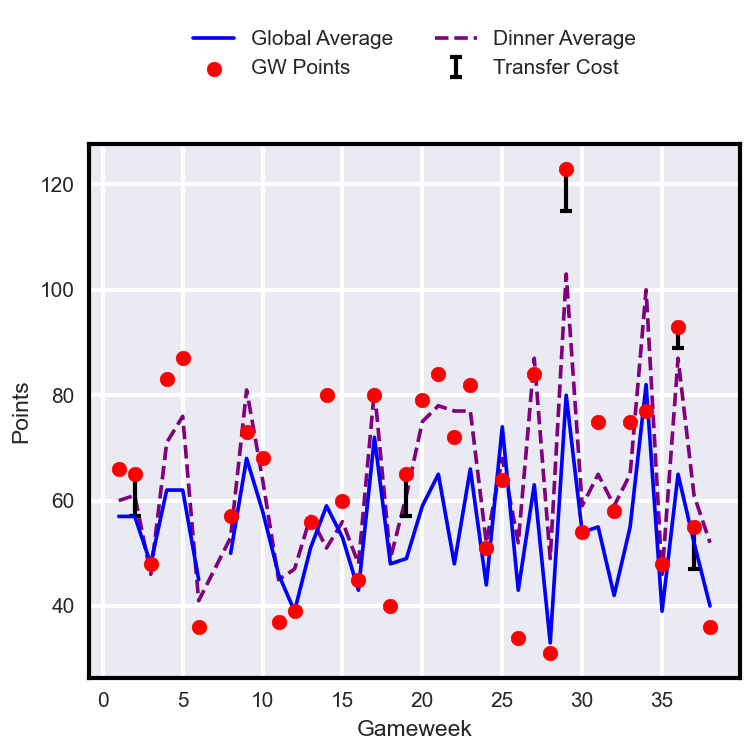 Global Average
Dinner Average
GW Points
Transfer Cost
Points
120
100
80
60
40
0 5 10 15 20 25 30 35
Gameweek